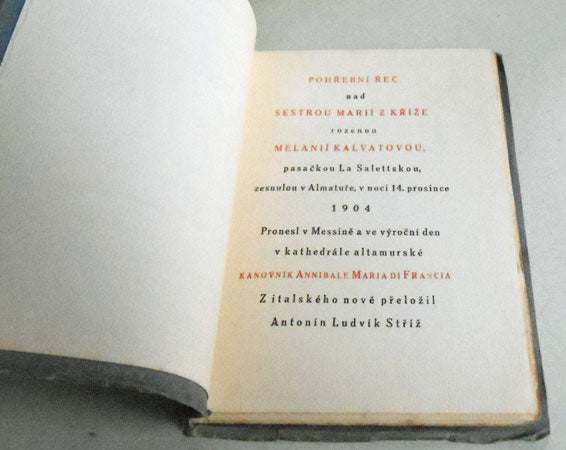 POHŘEBNÍ ŘEČ
nad
SESTROU MARIÍ Z KŘÍŽE
rozenou
MELANIÍ KALVATOVOU,
pasačkou La Salettskou,
zesnulou v Almatuře, v noci 14. prosince
1904
Pronesl v Messině a ve výroční den
v kathedrále altamurské
KANOVNÍK ANNIBALE MARIA DI FRANCIA
Z italského nově přeložil
Antonín Ludvík Stříž